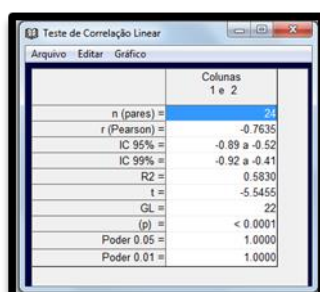 Teste de Correlação Linear
Arquivo Editar Gráfico
Colunas
1 e 2
n (pares) = 24
r (Pearson) = -0.7635
IC 95% = -0.89 a -0.52
IC 99% = -0.92 a -0.41
R2 = 0.5830
t = -5.5455
GL = 22
(p) = < 0.0001
Poder 0.05 = 1.0000
Poder 0.01 = 1.0000